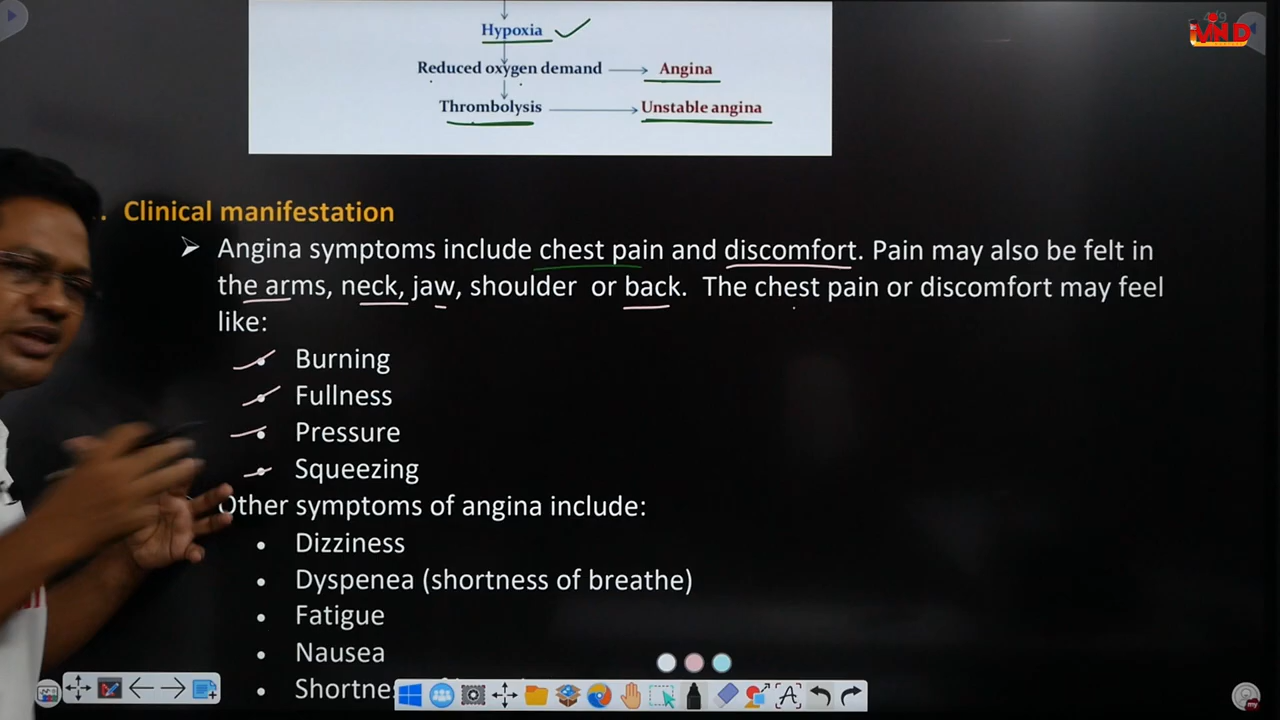 Hypoxia
Reduced oxygen demand Angina
Thrombolysis Unstable angina
Clinical manifestation
Angina symptoms include chest pain and discomfort. Pain may also be felt in
the arms, neck, jaw, shoulder or back. The chest pain or discomfort may feel
like:
Burning
Fullness
Pressure
Squeezing
Other symptoms of angina include:
Dizziness
Dyspenea (shortness of breathe)
Fatigue
Nausea